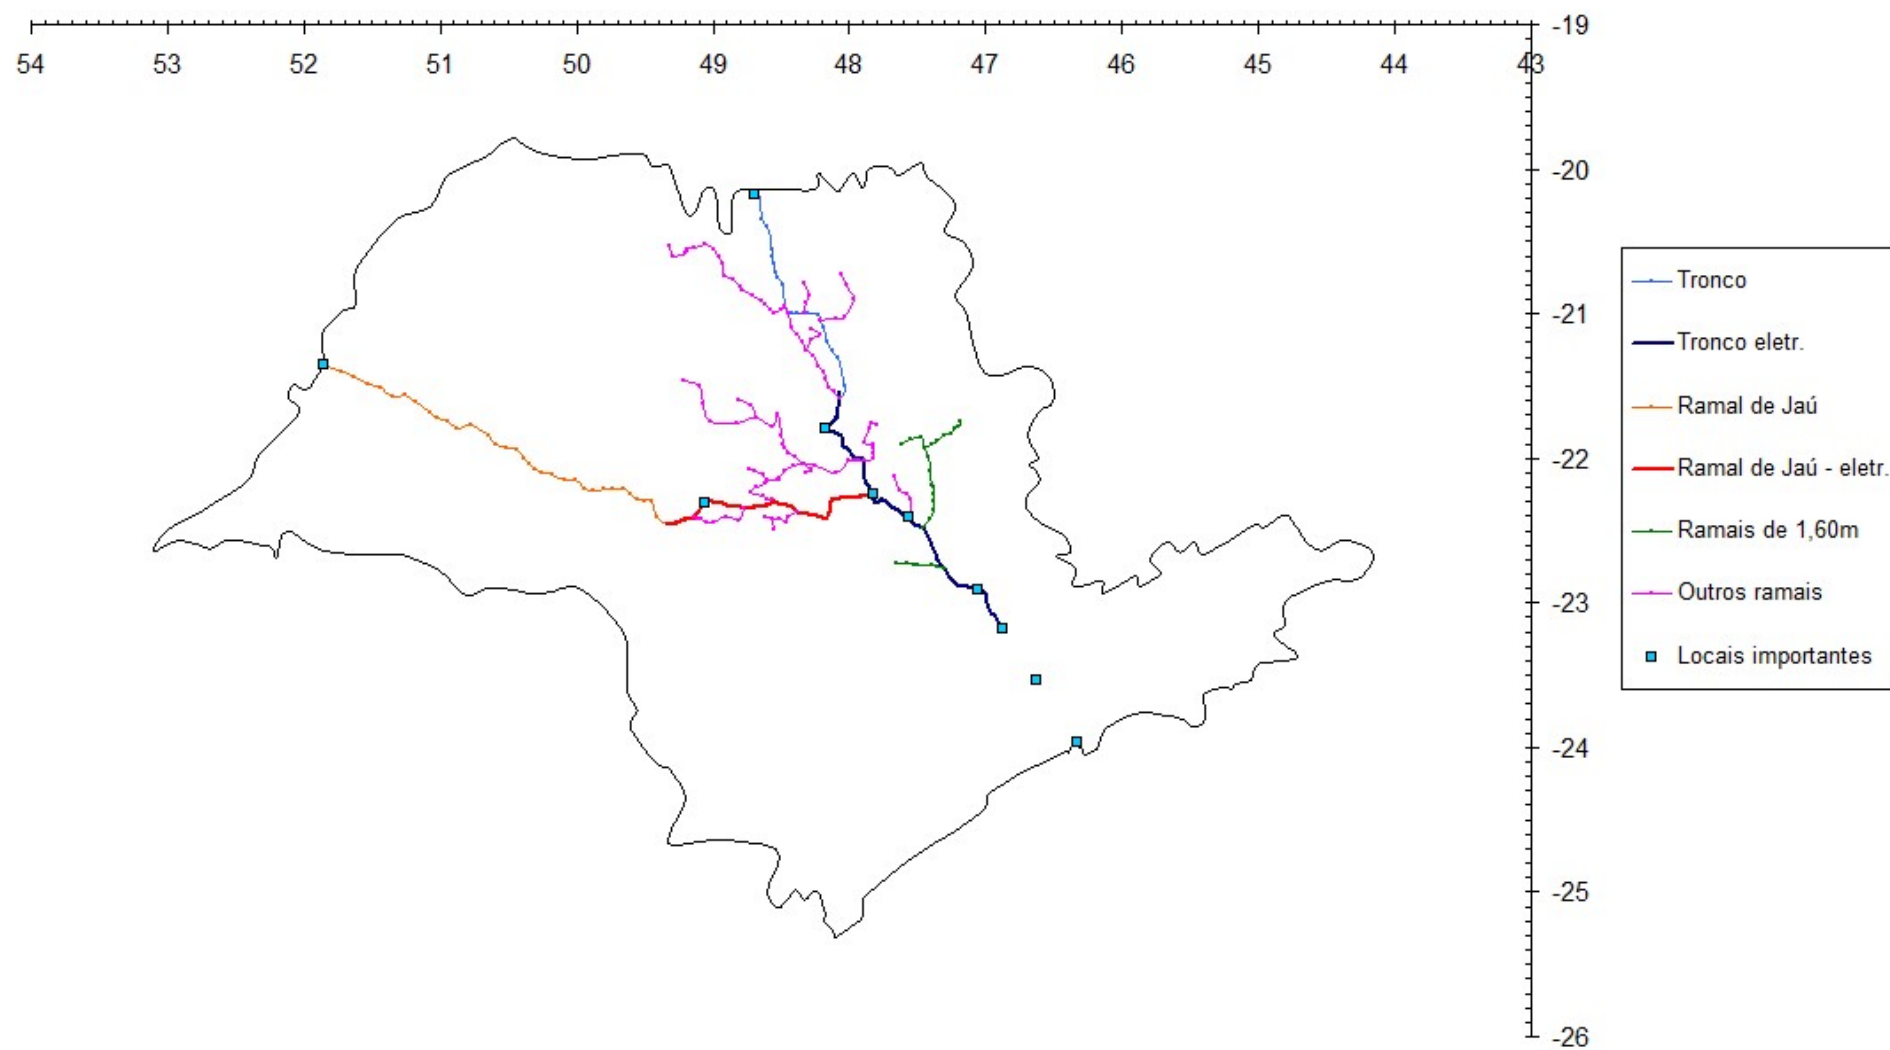 -19
54 53 52 51 50 49 48 47 46 45 44 43
-20
-21
-22
-23
-24
-25
-26
Tronco
Tronco eletr.
Ramal de Jaú
Ramal de Jaú - eletr.
Ramais de 1,60m
Outros ramais
Locais importantes